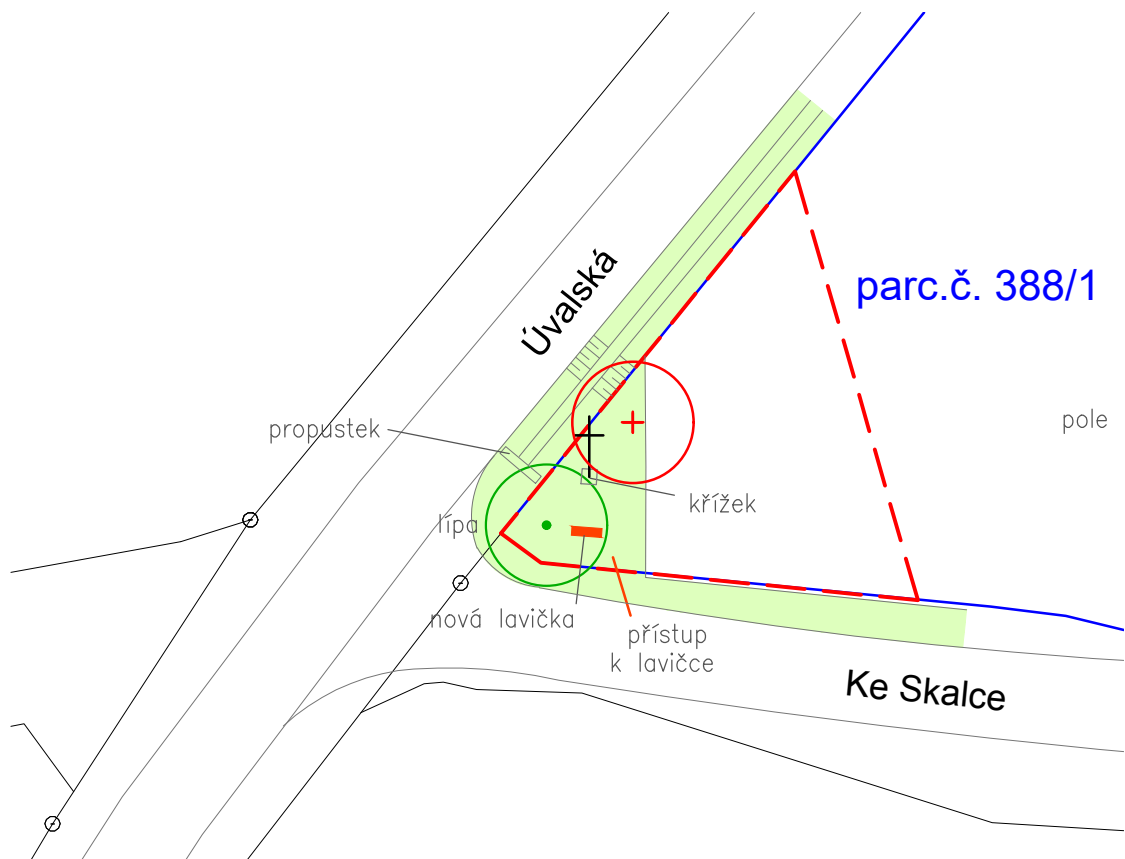 parc.č. 388/1
Úvalská
pole
propustek
křížek
lípa
nová lavička
přístup
k lavičce
Ke Skalce